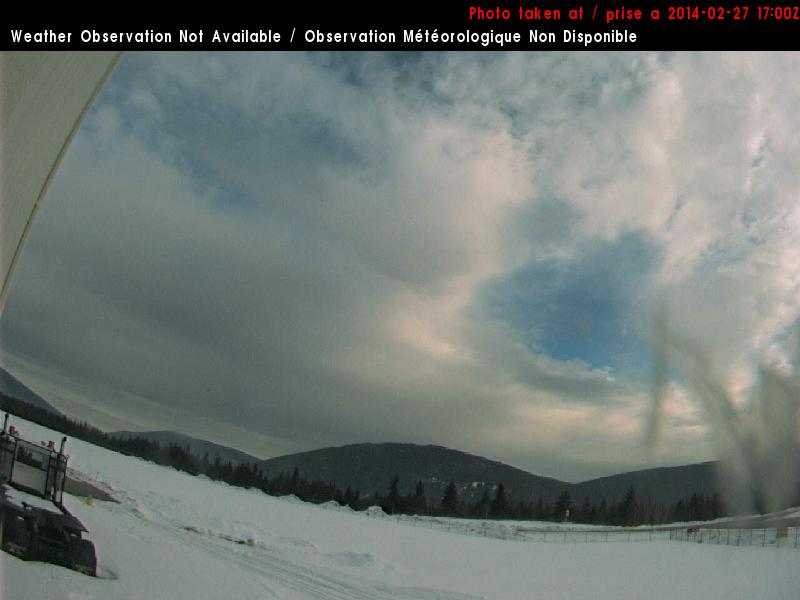 Photo taken at / prise a 2014-02-27 17:00Z
Weather Observation Not Available / Observation Météorologique Non Disponible